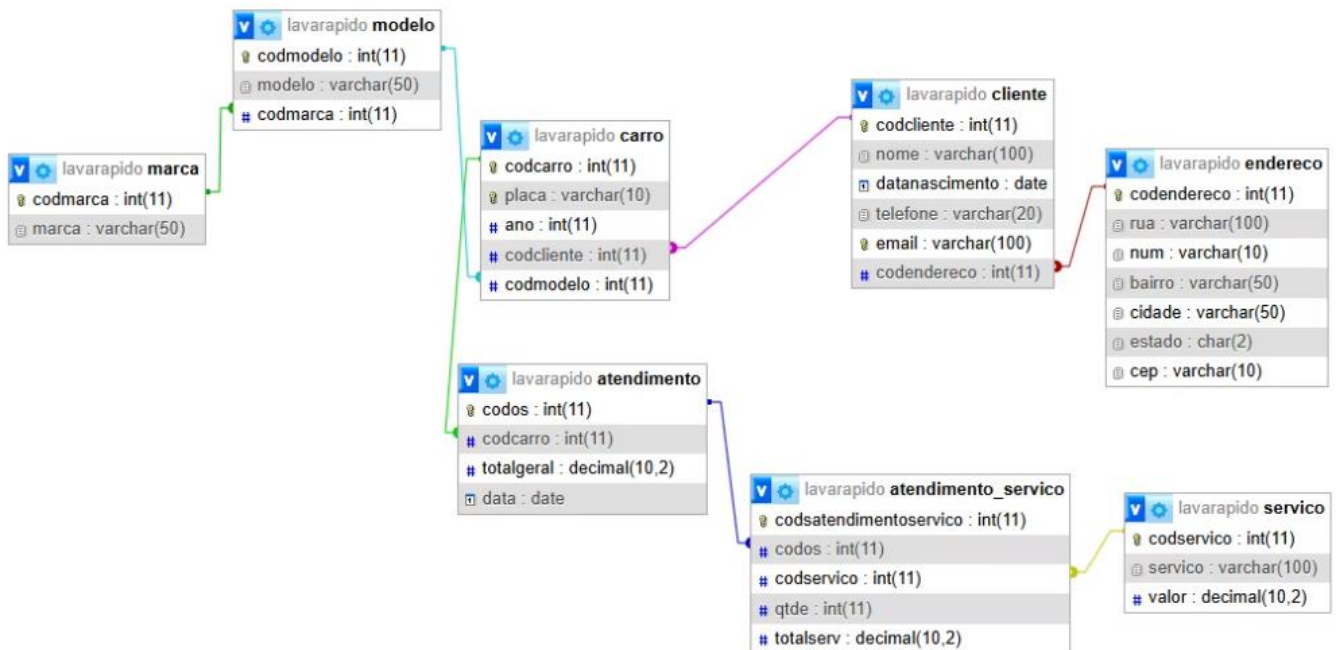 lavarapido modelo
codmodelo : int(11)
modelo : varchar(50)
codmarca : int(11)
lavarapido marca
codmarca : int(11)
marca : varchar(50)
lavarapido carro
codcarro : int(11)
placa : varchar(10)
ano : int(11)
codcliente : int(11)
codmodelo : int(11)
lavarapido cliente
codcliente : int(11)
nome : varchar(100)
datanascimento : date
telefone : varchar(20)
email : varchar(100)
codendereco : int(11)
lavarapido endereco
codendereco : int(11)
rua : varchar(100)
num : varchar(10)
bairro : varchar(50)
cidade : varchar(50)
estado : char(2)
cep : varchar(10)
lavarapido atendimento
codos : int(11)
codcarro : int(11)
totalgeral : decimal(10,2)
data : date
lavarapido atendimento_servico
codsatendimentoservico : int(11)
codos : int(11)
codservico : int(11)
qtde : int(11)
totalserv : decimal(10,2)
lavarapido servico
codservico : int(11)
servico : varchar(100)
valor : decimal(10,2)